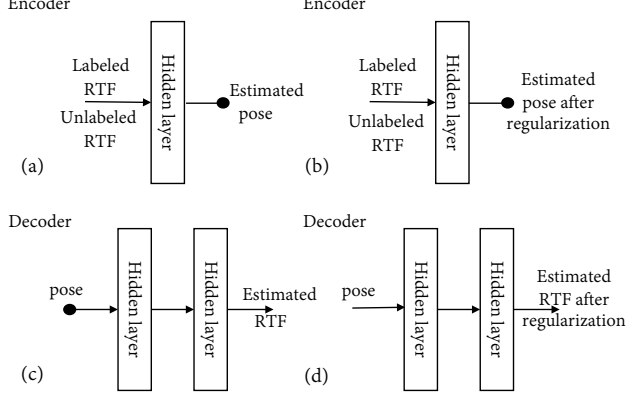 Encoder
Labeled
RTF
Unlabeled
RTF
Hidden layer
Estimated
pose
(a)
Encoder
Labeled
RTF
Unlabeled
RTF
Hidden layer
Estimated
pose after
regularization
(b)
Decoder
pose
Hidden layer
Hidden layer
Estimated
RTF
(c)
Decoder
pose
Hidden layer
Hidden layer
Estimated
RTF after
regularization
(d)